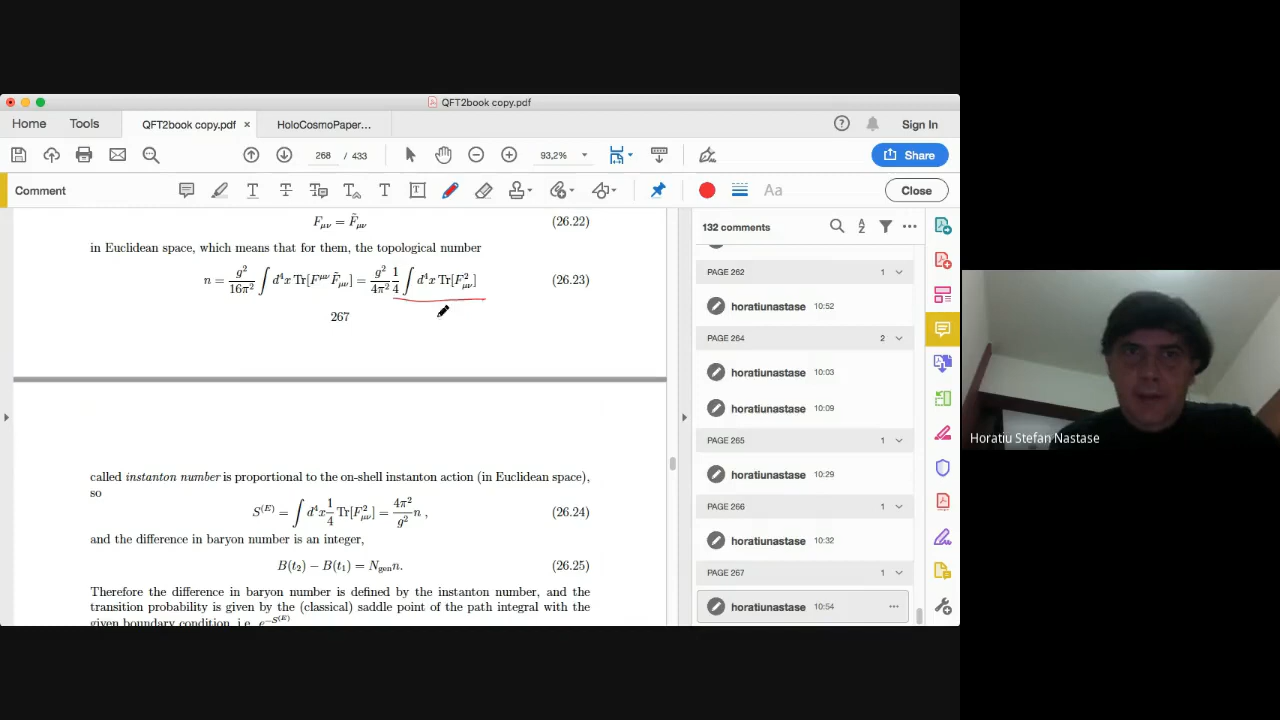 QFT2book copy.pdf
Home Tools QFT2book copy.pdf × HoloCosmoPaper... Sign In
268 / 433 93,2% Share
Comment Aa Close
F_{μν} = F̃_{μν} (26.22)
in Euclidean space, which means that for them, the topological number
n = g²/16π² ∫ d⁴x Tr[F^{μν} F̃_{μν}] = g²/4π² 1/4 ∫ d⁴x Tr[F²_{μν}] (26.23)
267
called instanton number is proportional to the on-shell instanton action (in Euclidean space),
so
S^{(E)} = ∫ d⁴x 1/4 Tr[F²_{μν}] = 4π²/g² n , (26.24)
and the difference in baryon number is an integer,
B(t₂) − B(t₁) = N_{gen}n. (26.25)
Therefore the difference in baryon number is defined by the instanton number, and the
transition probability is given by the (classical) saddle point of the path integral with the
given boundary condition, i.e. e^{−S^{(E)}}
132 comments
PAGE 262 1
horatiunastase 10:52
PAGE 264 2
horatiunastase 10:03
horatiunastase 10:09
PAGE 265 1
horatiunastase 10:29
PAGE 266 1
horatiunastase 10:32
PAGE 267 1
horatiunastase 10:54
Horatiu Stefan Nastase